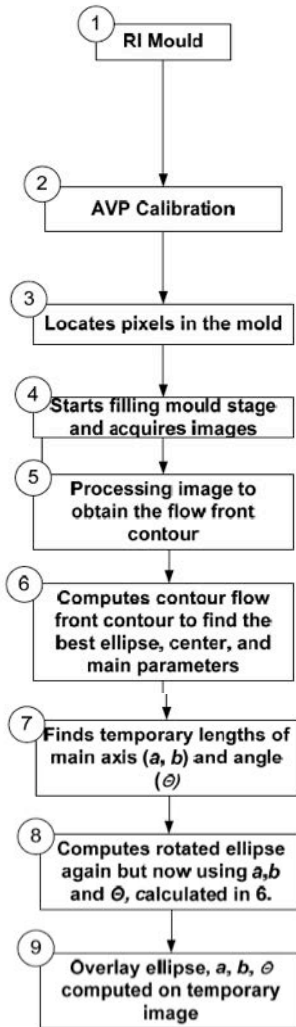 1
RI Mould
2
AVP Calibration
3
Locates pixels in the mold
4
Starts filling mould stage
and acquires images
5
Processing image to
obtain the flow front
contour
6
Computes contour flow
front contour to find the
best ellipse, center, and
main parameters
7
Finds temporary lengths of
main axis (a, b) and angle
(Θ)
8
Computes rotated ellipse
again but now using a,b
and Θ, calculated in 6.
9
Overlay ellipse, a, b, Θ
computed on temporary
image